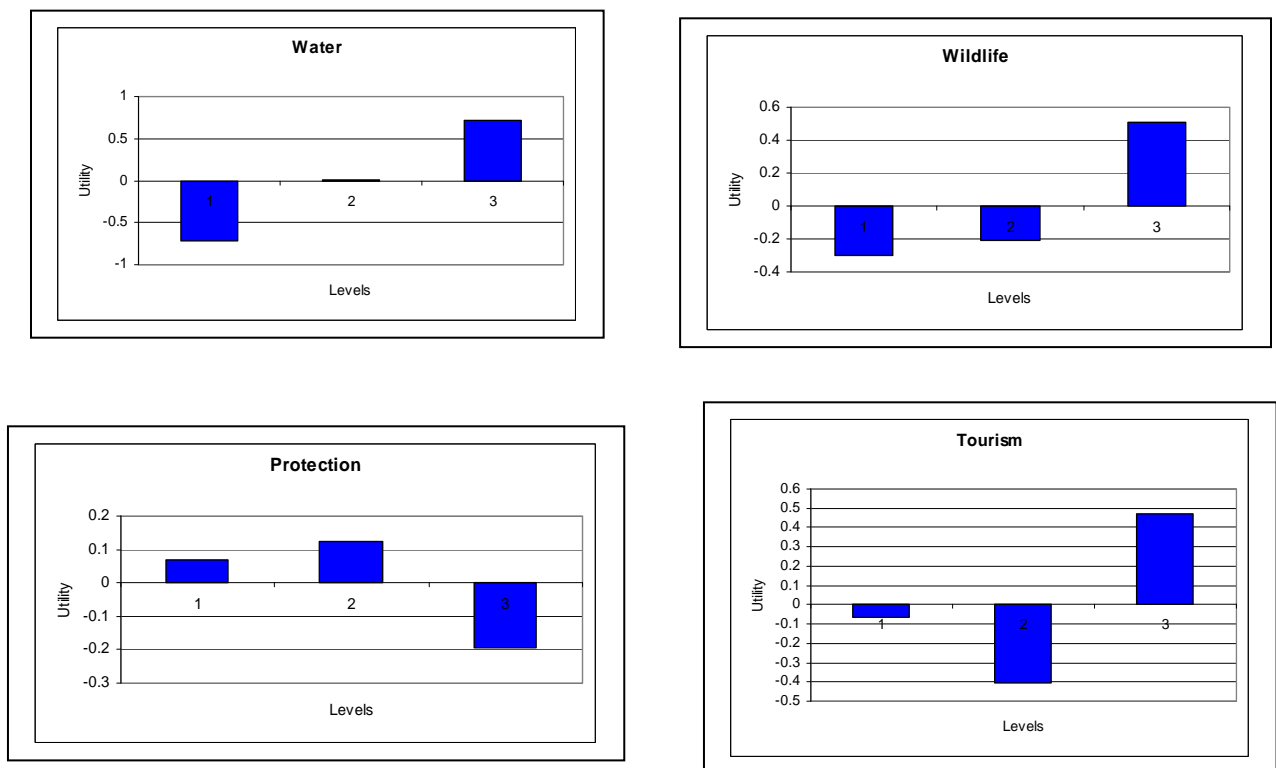 Water
1
0.5
0
-0.5
-1
Utility
1 2 3
Levels
Wildlife
0.6
0.4
0.2
0
-0.2
-0.4
Utility
1 2 3
Levels
Protection
0.2
0.1
0
-0.1
-0.2
-0.3
Utility
1 2 3
Levels
Tourism
0.6
0.5
0.4
0.3
0.2
0.1
0
-0.1
-0.2
-0.3
-0.4
-0.5
Utility
1 2 3
Levels